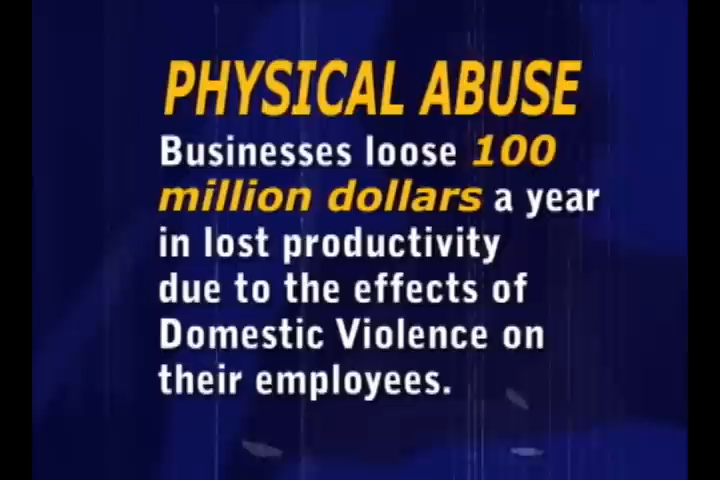 PHYSICAL ABUSE
Businesses loose 100
million dollars a year
in lost productivity
due to the effects of
Domestic Violence on
their employees.